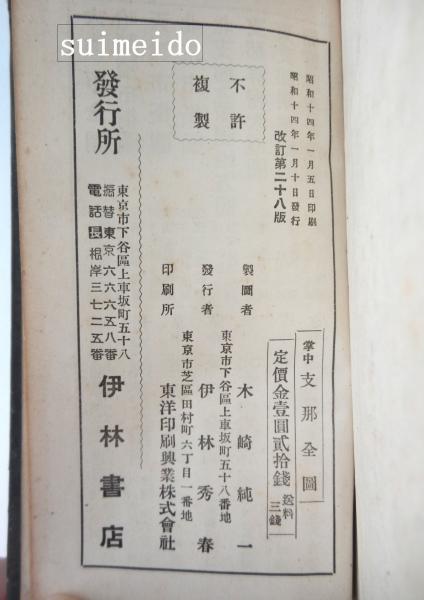 suimeido
昭和十四年一月五日印刷
昭和十四年一月十日發行
改訂第二十八版
不許
複製
掌中 支那全圖
定價金壹圓貳拾錢 送料三錢
製圖者 木崎純一
東京市下谷區上車坂町五十八番地
發行者 伊林秀春
東京市芝區田村町六丁目一番地
印刷所 東洋印刷興業株式會社
發行所
東京市下谷區上車坂町五十八
振替東京六六六五八番
電話長根岸三七二五番
伊林書店